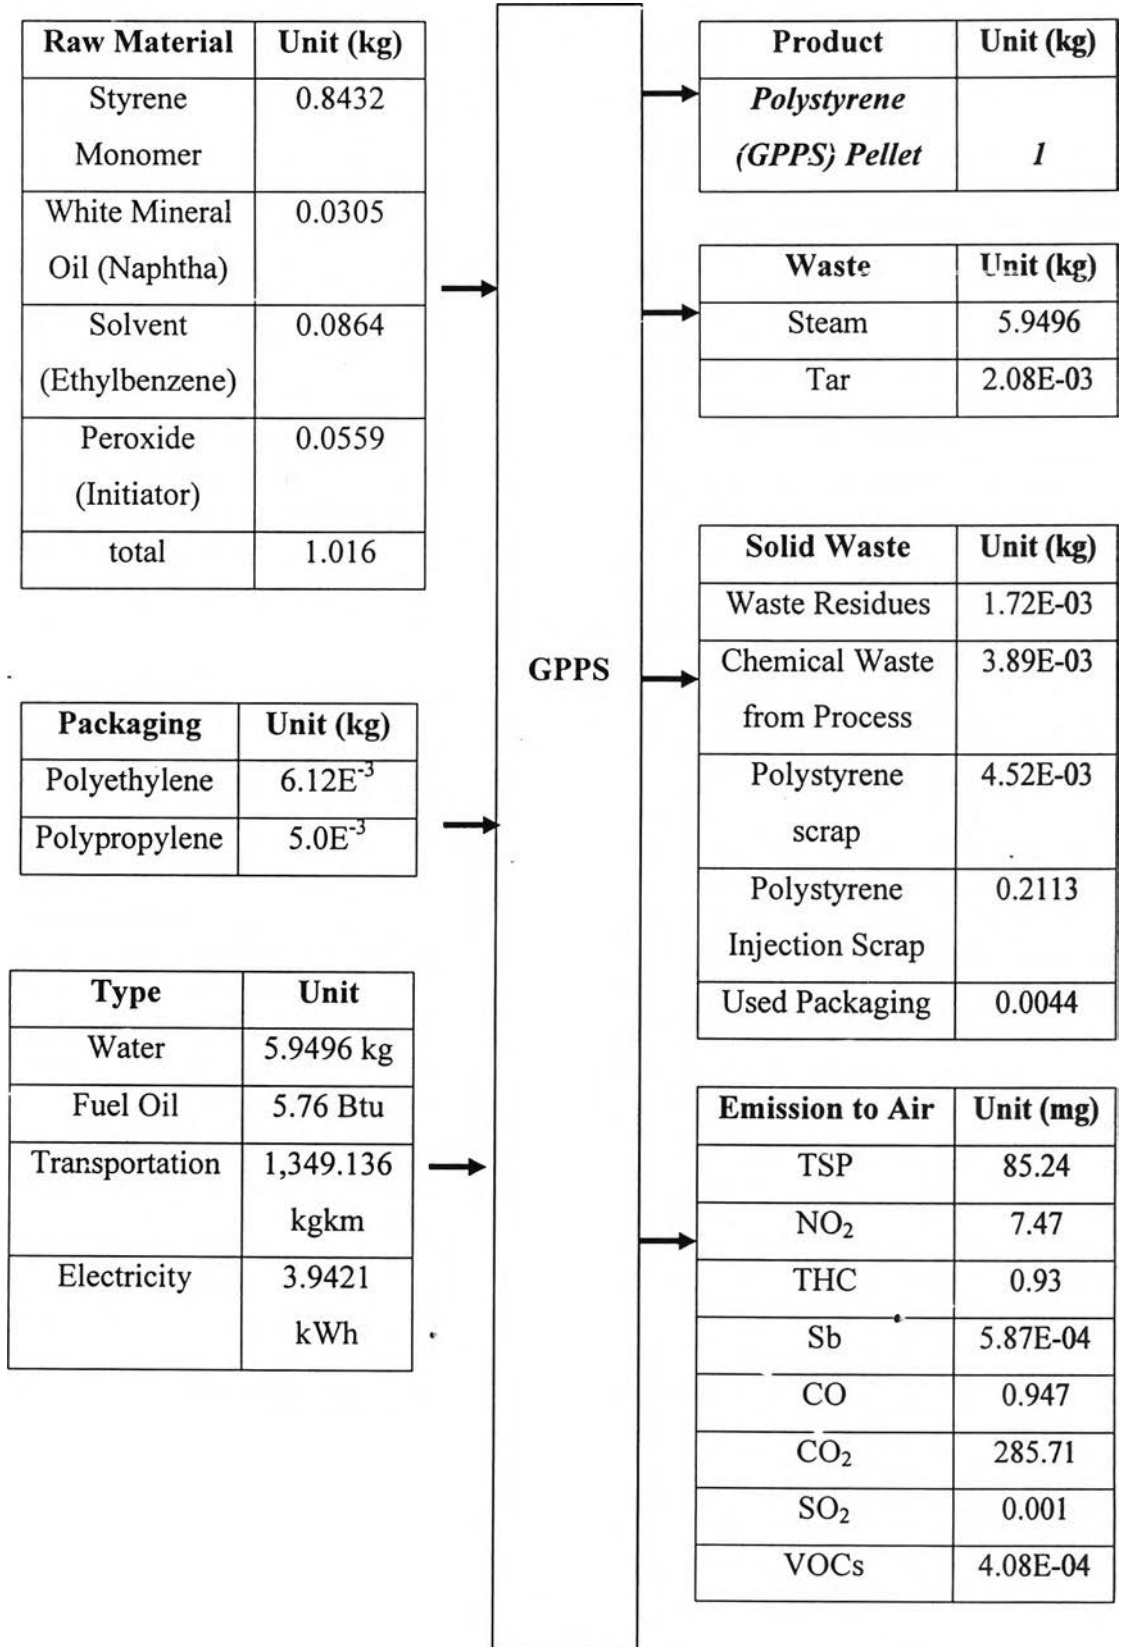 Raw Material Unit (kg)
Styrene 0.8432
Monomer
White Mineral 0.0305
Oil (Naphtha)
Solvent 0.0864
(Ethylbenzene)
Peroxide 0.0559
(Initiator)
total 1.016
Packaging Unit (kg)
Polyethylene 6.12E-3
Polypropylene 5.0E-3
Type Unit
Water 5.9496 kg
Fuel Oil 5.76 Btu
Transportation 1,349.136
kgkm
Electricity 3.9421
kWh
GPPS
Product Unit (kg)
Polystyrene
(GPPS) Pellet 1
Waste Unit (kg)
Steam 5.9496
Tar 2.08E-03
Solid Waste Unit (kg)
Waste Residues 1.72E-03
Chemical Waste 3.89E-03
from Process
Polystyrene 4.52E-03
scrap
Polystyrene 0.2113
Injection Scrap
Used Packaging 0.0044
Emission to Air Unit (mg)
TSP 85.24
NO₂ 7.47
THC 0.93
Sb 5.87E-04
CO 0.947
CO₂ 285.71
SO₂ 0.001
VOCs 4.08E-04